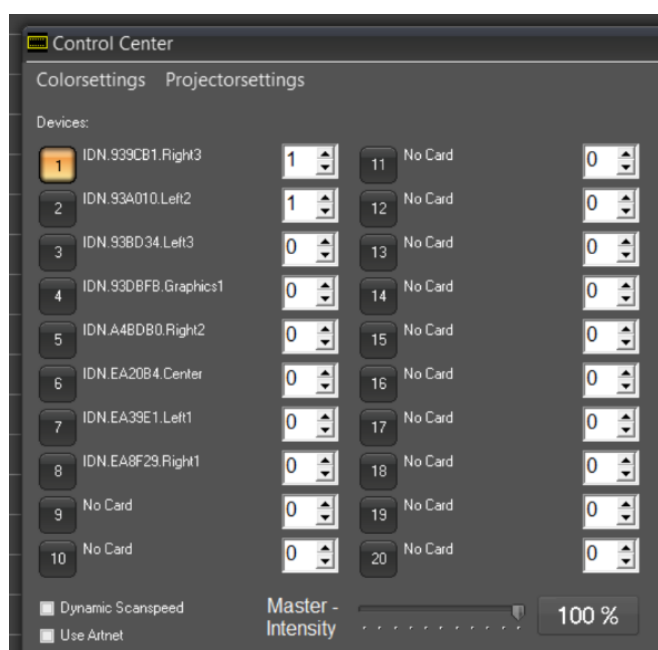 Control Center
Colorsettings Projectorsettings
Devices:
1 IDN.939CB1.Right3 1 11 No Card 0
2 IDN.93A010.Left2 1 12 No Card 0
3 IDN.93BD34.Left3 0 13 No Card 0
4 IDN.93DBFB.Graphics1 0 14 No Card 0
5 IDN.A4BDB0.Right2 0 15 No Card 0
6 IDN.EA20B4.Center 0 16 No Card 0
7 IDN.EA39E1.Left1 0 17 No Card 0
8 IDN.EA8F29.Right1 0 18 No Card 0
9 No Card 0 19 No Card 0
10 No Card 0 20 No Card 0
Dynamic Scanspeed
Use Artnet
Master -
Intensity
100 %